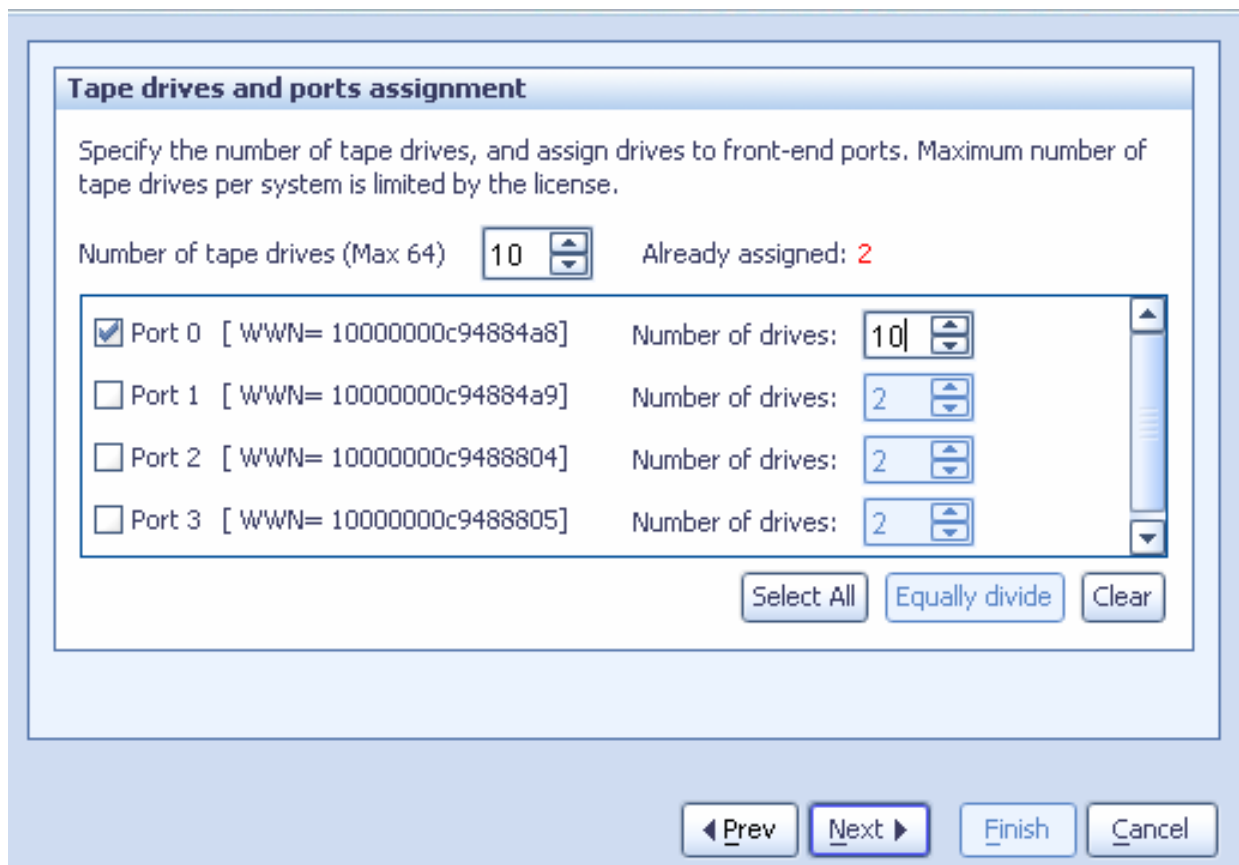 Tape drives and ports assignment
Specify the number of tape drives, and assign drives to front-end ports. Maximum number of
tape drives per system is limited by the license.
Number of tape drives (Max 64) 10 Already assigned: 2
Port 0 [ WWN= 10000000c94884a8] Number of drives: 10
Port 1 [ WWN= 10000000c94884a9] Number of drives: 2
Port 2 [ WWN= 10000000c9488804] Number of drives: 2
Port 3 [ WWN= 10000000c9488805] Number of drives: 2
Select All Equally divide Clear
Prev Next Finish Cancel